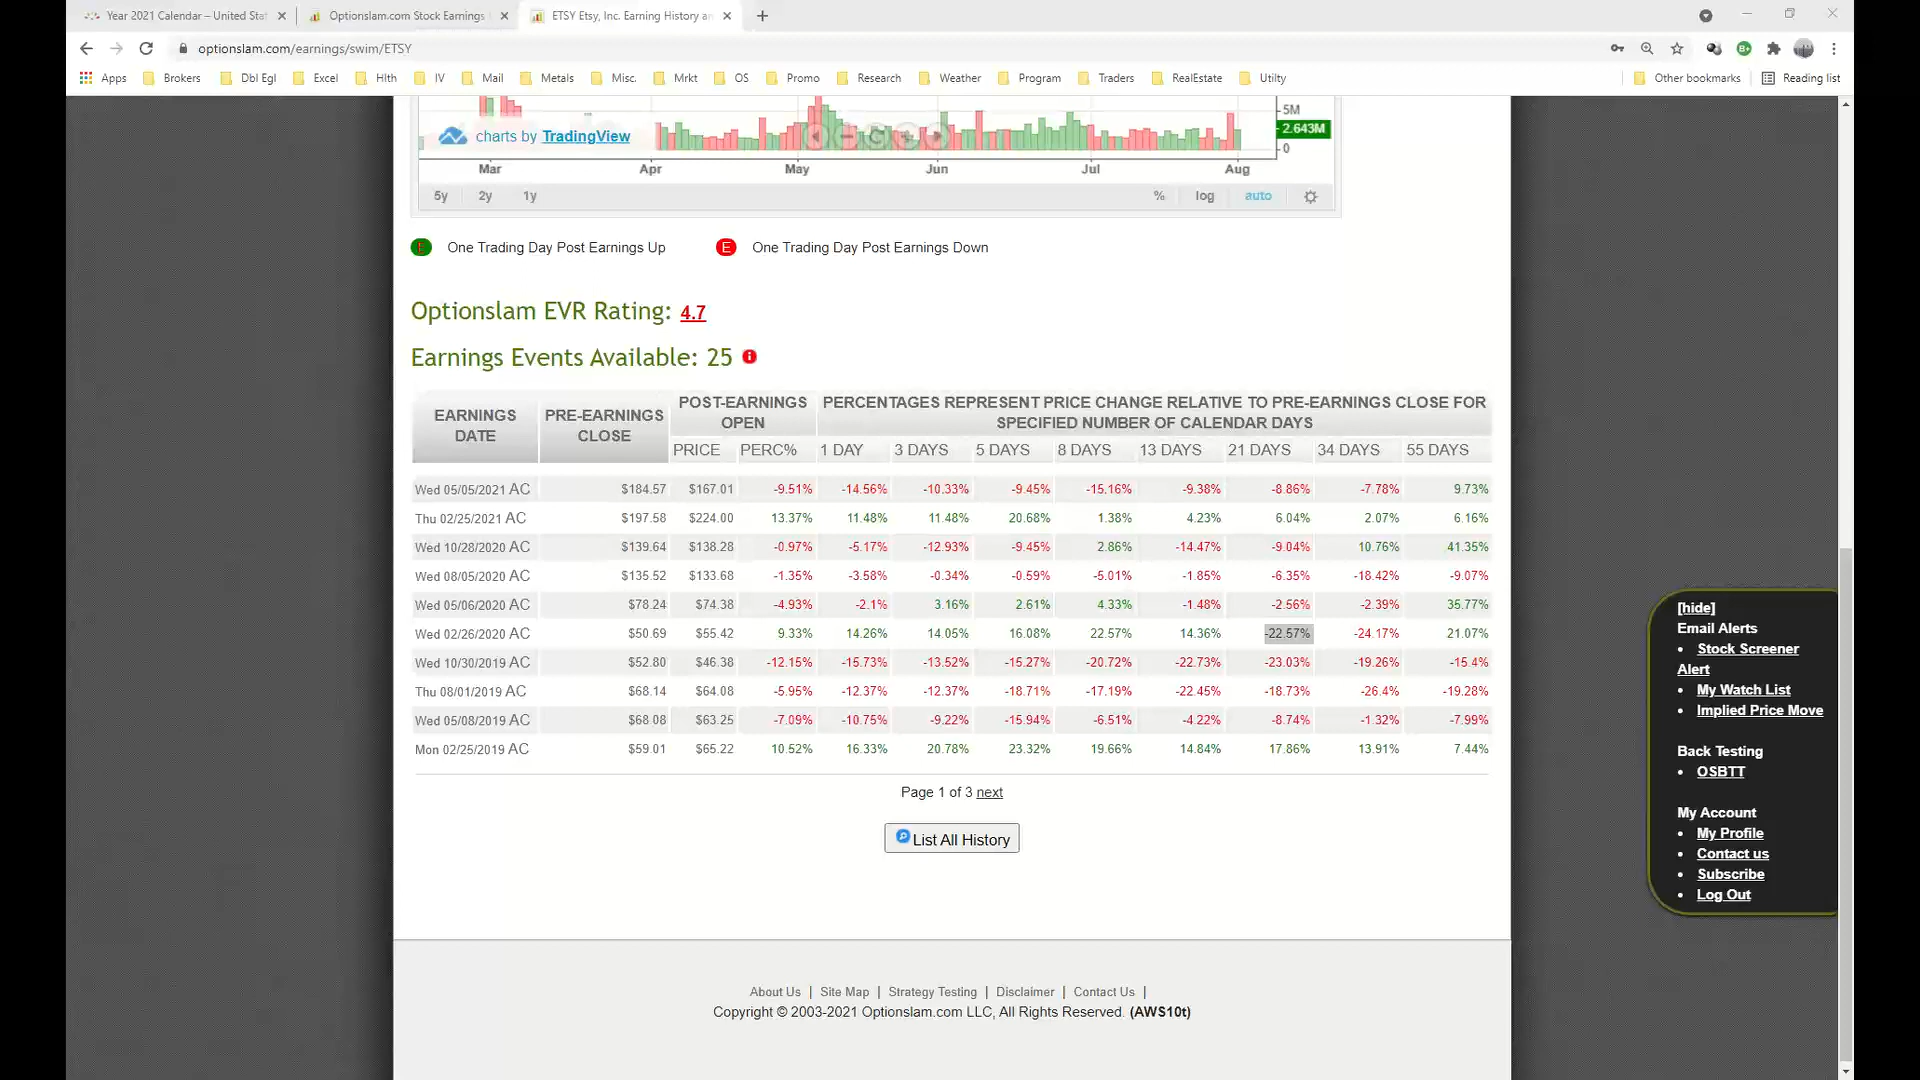 Year 2021 Calendar – United Stat
Optionslam.com Stock Earnings
ETSY Etsy, Inc. Earning History an
optionslam.com/earnings/swim/ETSY
Apps Brokers Dbl Egl Excel Hlth IV Mail Metals Misc. Mrkt OS Promo Research Weather Program Traders RealEstate Utilty Other bookmarks Reading list
5M
charts by TradingView
2.643M
0
Mar Apr May Jun Jul Aug
5y 2y 1y % log auto
E One Trading Day Post Earnings Up E One Trading Day Post Earnings Down
Optionslam EVR Rating: 4.7
Earnings Events Available: 25
EARNINGS DATE PRE-EARNINGS CLOSE POST-EARNINGS OPEN PERCENTAGES REPRESENT PRICE CHANGE RELATIVE TO PRE-EARNINGS CLOSE FOR SPECIFIED NUMBER OF CALENDAR DAYS
PRICE PERC% 1 DAY 3 DAYS 5 DAYS 8 DAYS 13 DAYS 21 DAYS 34 DAYS 55 DAYS
Wed 05/05/2021 AC $184.57 $167.01 -9.51% -14.56% -10.33% -9.45% -15.16% -9.38% -8.86% -7.78% 9.73%
Thu 02/25/2021 AC $197.58 $224.00 13.37% 11.48% 11.48% 20.68% 1.38% 4.23% 6.04% 2.07% 6.16%
Wed 10/28/2020 AC $139.64 $138.28 -0.97% -5.17% -12.93% -9.45% 2.86% -14.47% -9.04% 10.76% 41.35%
Wed 08/05/2020 AC $135.52 $133.68 -1.35% -3.58% -0.34% -0.59% -5.01% -1.85% -6.35% -18.42% -9.07%
Wed 05/06/2020 AC $78.24 $74.38 -4.93% -2.1% 3.16% 2.61% 4.33% -1.48% -2.56% -2.39% 35.77%
Wed 02/26/2020 AC $50.69 $55.42 9.33% 14.26% 14.05% 16.08% 22.57% 14.36% -22.57% -24.17% 21.07%
Wed 10/30/2019 AC $52.80 $46.38 -12.15% -15.73% -13.52% -15.27% -20.72% -22.73% -23.03% -19.26% -15.4%
Thu 08/01/2019 AC $68.14 $64.08 -5.95% -12.37% -12.37% -18.71% -17.19% -22.45% -18.73% -26.4% -19.28%
Wed 05/08/2019 AC $68.08 $63.25 -7.09% -10.75% -9.22% -15.94% -6.51% -4.22% -8.74% -1.32% -7.99%
Mon 02/25/2019 AC $59.01 $65.22 10.52% 16.33% 20.78% 23.32% 19.66% 14.84% 17.86% 13.91% 7.44%
Page 1 of 3 next
List All History
[hide]
Email Alerts
• Stock Screener
Alert
• My Watch List
• Implied Price Move
Back Testing
• OSBTT
My Account
• My Profile
• Contact us
• Subscribe
• Log Out
About Us | Site Map | Strategy Testing | Disclaimer | Contact Us |
Copyright © 2003-2021 Optionslam.com LLC, All Rights Reserved. (AWS10t)